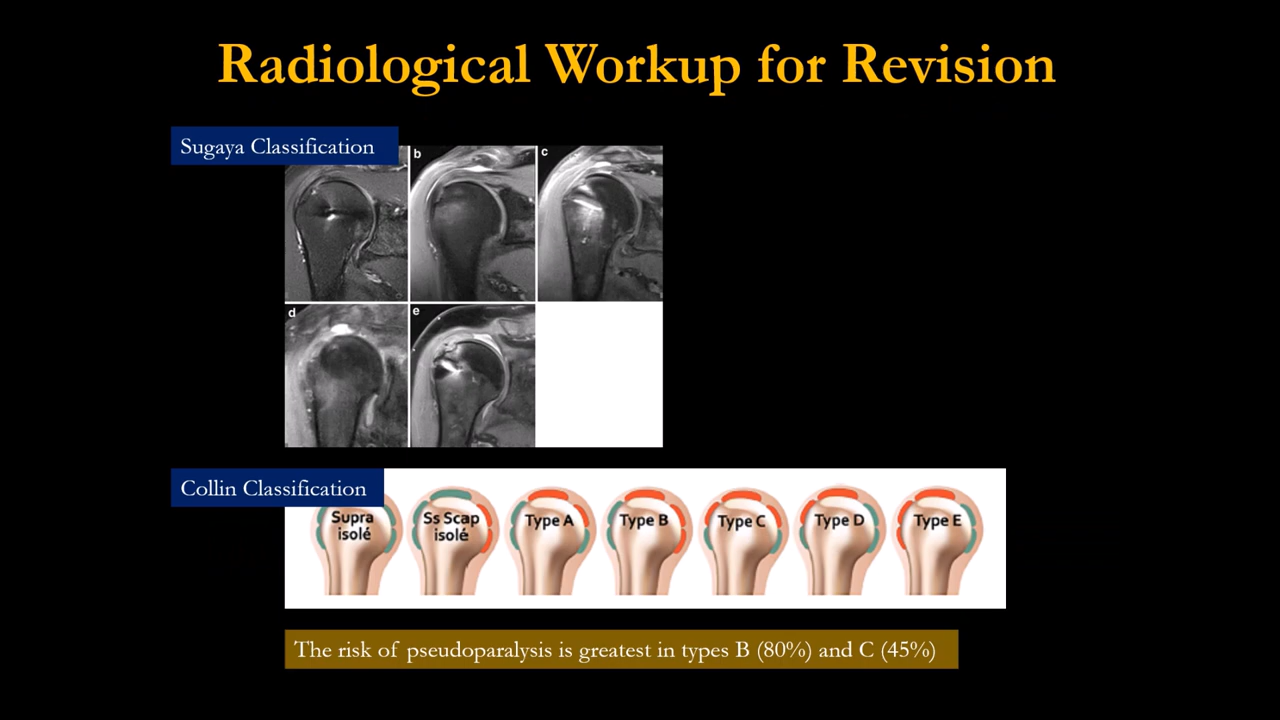 Radiological Workup for Revision
Sugaya Classification
b
c
d
e
Collin Classification
Supra
isolé
Ss Scap
isolé
Type A
Type B
Type C
Type D
Type E
The risk of pseudoparalysis is greatest in types B (80%) and C (45%)